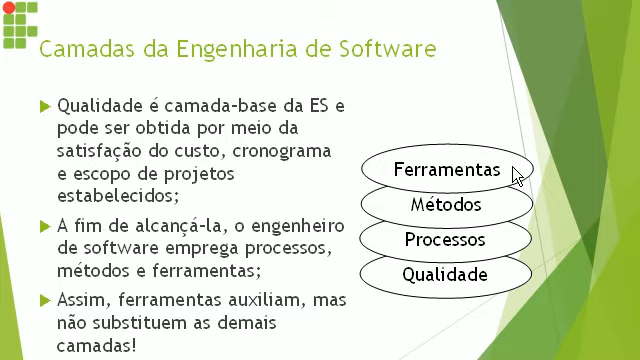 Camadas da Engenharia de Software
Qualidade é camada-base da ES e
pode ser obtida por meio da
satisfação do custo, cronograma
e escopo de projetos
estabelecidos;
A fim de alcançá-la, o engenheiro
de software emprega processos,
métodos e ferramentas;
Assim, ferramentas auxiliam, mas
não substituem as demais
camadas!
Ferramentas
Métodos
Processos
Qualidade